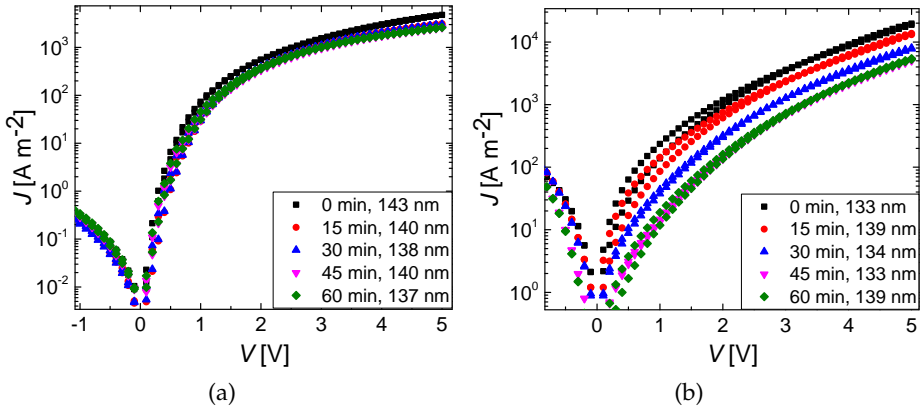 J [A m⁻²]
10³
10²
10¹
10⁰
10⁻¹
10⁻²
0 min, 143 nm
15 min, 140 nm
30 min, 138 nm
45 min, 140 nm
60 min, 137 nm
-1 0 1 2 3 4 5
V [V]
(a)
J [A m⁻²]
10⁴
10³
10²
10¹
10⁰
0 min, 133 nm
15 min, 139 nm
30 min, 134 nm
45 min, 133 nm
60 min, 139 nm
0 1 2 3 4 5
V [V]
(b)